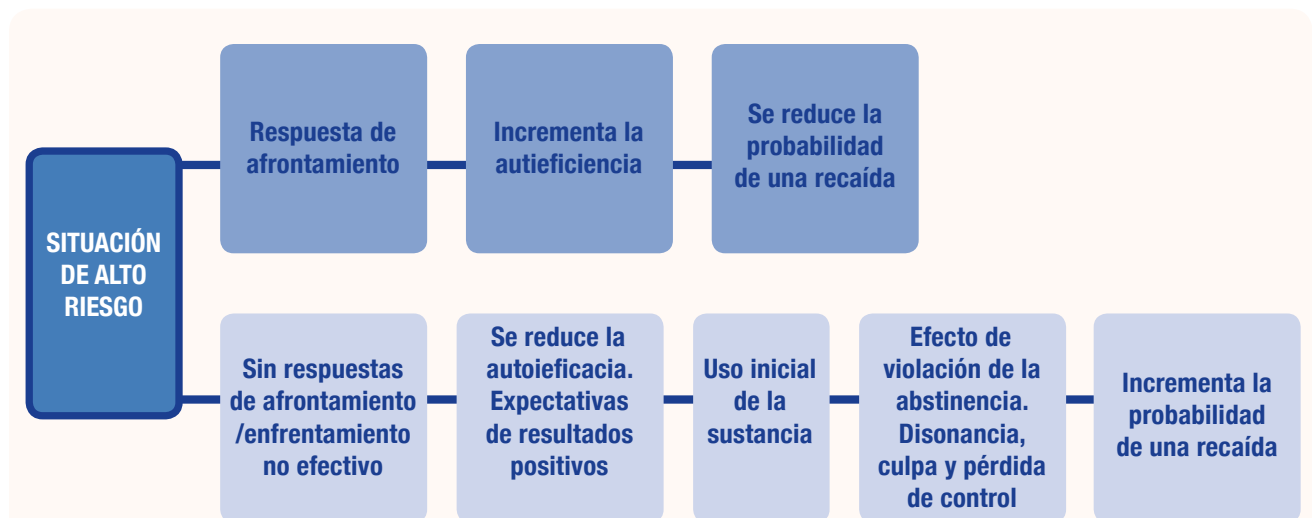 SITUACIÓN
DE ALTO
RIESGO
Respuesta de
afrontamiento
Incrementa la
autieficiencia
Se reduce la
probabilidad
de una recaída
Sin respuestas
de afrontamiento
/enfrentamiento
no efectivo
Se reduce la
autoieficacia.
Expectativas
de resultados
positivos
Uso inicial
de la
sustancia
Efecto de
violación de la
abstinencia.
Disonancia,
culpa y pérdida
de control
Incrementa la
probabilidad
de una recaída